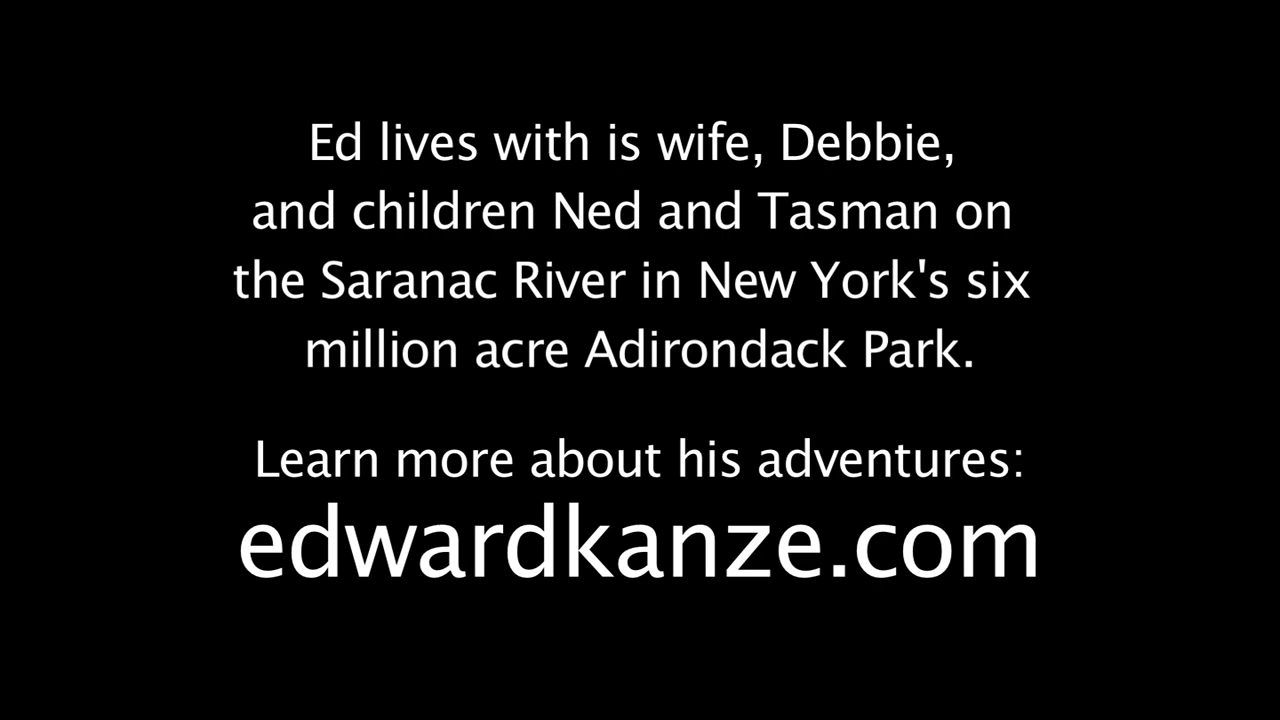 Ed lives with is wife, Debbie,
and children Ned and Tasman on
the Saranac River in New York's six
million acre Adirondack Park.
Learn more about his adventures:
edwardkanze.com